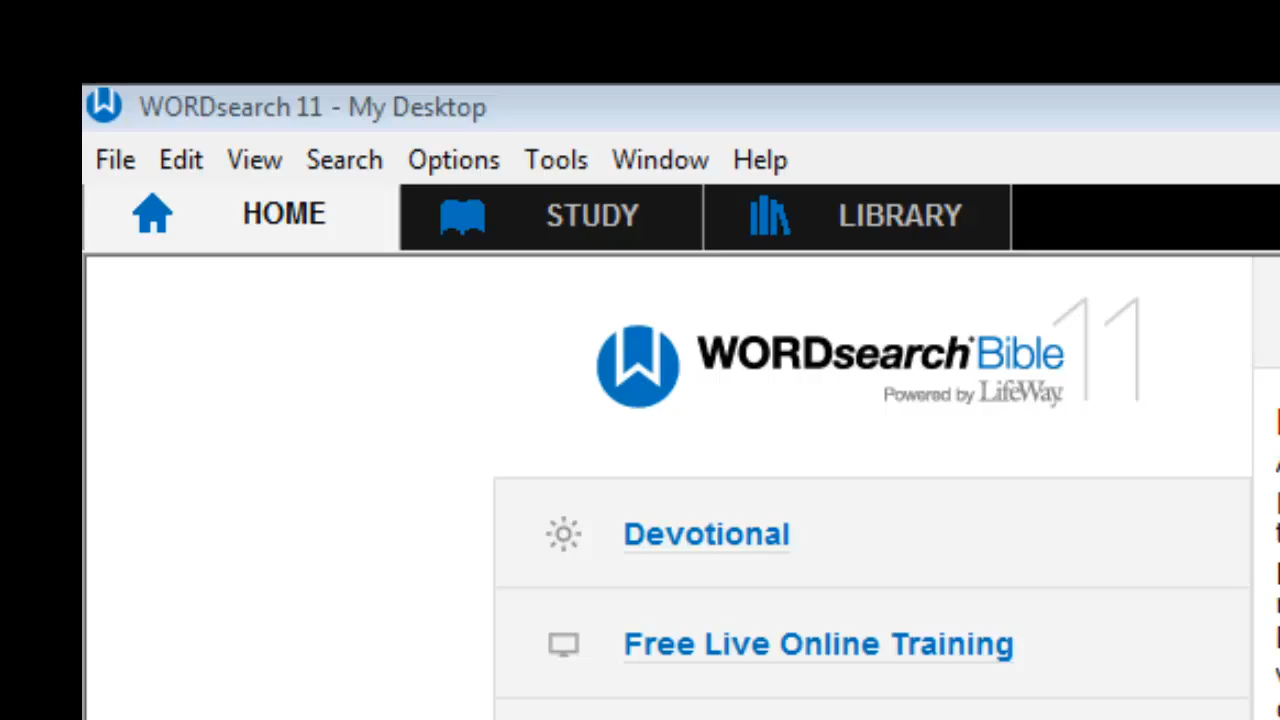 WORDsearch 11 - My Desktop
File Edit View Search Options Tools Window Help
HOME STUDY LIBRARY
WORDsearch Bible 11
Powered by LifeWay
Devotional
Free Live Online Training